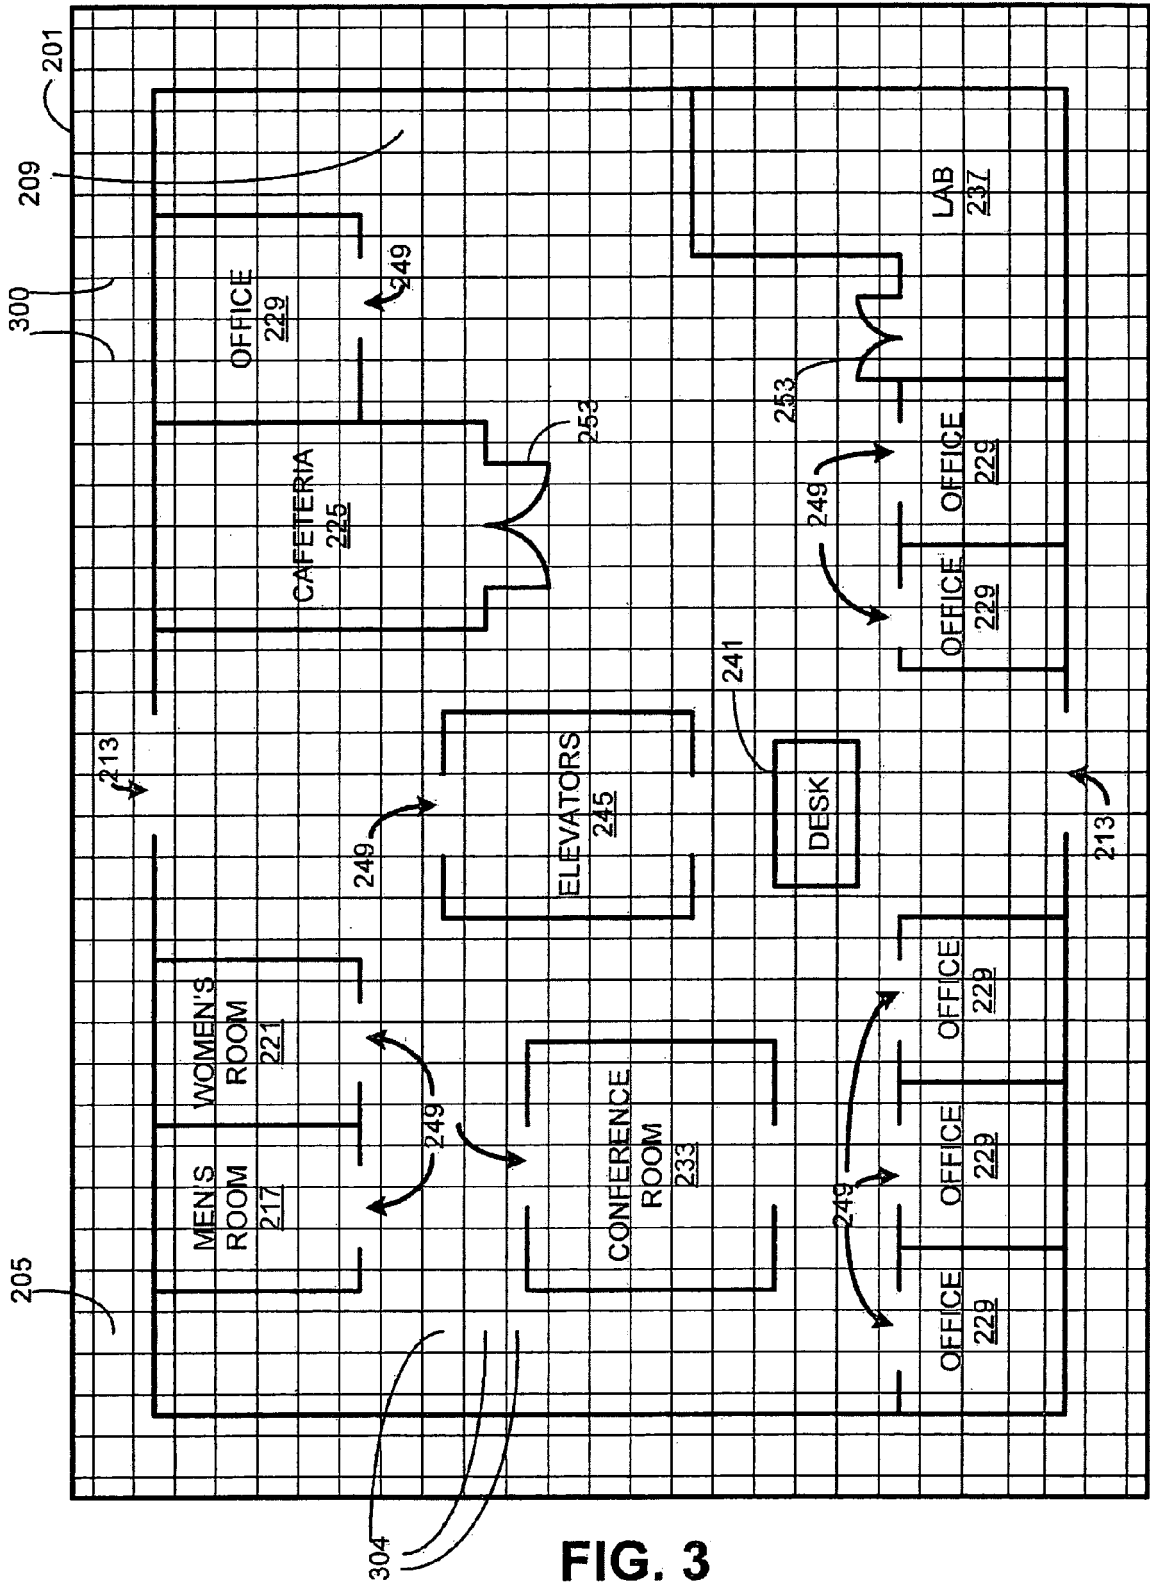 205
MEN'S
ROOM
217
WOMEN'S
ROOM
221
213
CAFETERIA
225
OFFICE
229
300
209
201
304
249
249
249
253
CONFERENCE
ROOM
233
ELEVATORS
245
241
DESK
249
249
253
OFFICE
229
OFFICE
229
OFFICE
229
213
OFFICE
229
OFFICE
229
LAB
237
FIG. 3